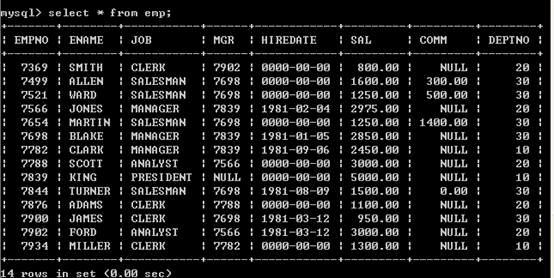 mysql> select * from emp;
+-------+--------+-----------+------+------------+---------+---------+--------+
| EMPNO | ENAME | JOB | MGR | HIREDATE | SAL | COMM | DEPTNO |
+-------+--------+-----------+------+------------+---------+---------+--------+
| 7369 | SMITH | CLERK | 7902 | 0000-00-00 | 800.00 | NULL | 20 |
| 7499 | ALLEN | SALESMAN | 7698 | 0000-00-00 | 1600.00 | 300.00 | 30 |
| 7521 | WARD | SALESMAN | 7698 | 0000-00-00 | 1250.00 | 500.00 | 30 |
| 7566 | JONES | MANAGER | 7839 | 1981-02-04 | 2975.00 | NULL | 20 |
| 7654 | MARTIN | SALESMAN | 7698 | 0000-00-00 | 1250.00 | 1400.00 | 30 |
| 7698 | BLAKE | MANAGER | 7839 | 1981-01-05 | 2850.00 | NULL | 30 |
| 7782 | CLARK | MANAGER | 7839 | 1981-09-06 | 2450.00 | NULL | 10 |
| 7788 | SCOTT | ANALYST | 7566 | 0000-00-00 | 3000.00 | NULL | 20 |
| 7839 | KING | PRESIDENT | NULL | 0000-00-00 | 5000.00 | NULL | 10 |
| 7844 | TURNER | SALESMAN | 7698 | 1981-08-09 | 1500.00 | 0.00 | 30 |
| 7876 | ADAMS | CLERK | 7788 | 0000-00-00 | 1100.00 | NULL | 20 |
| 7900 | JAMES | CLERK | 7698 | 1981-03-12 | 950.00 | NULL | 30 |
| 7902 | FORD | ANALYST | 7566 | 1981-03-12 | 3000.00 | NULL | 20 |
| 7934 | MILLER | CLERK | 7782 | 0000-00-00 | 1300.00 | NULL | 10 |
+-------+--------+-----------+------+------------+---------+---------+--------+
14 rows in set (0.00 sec)